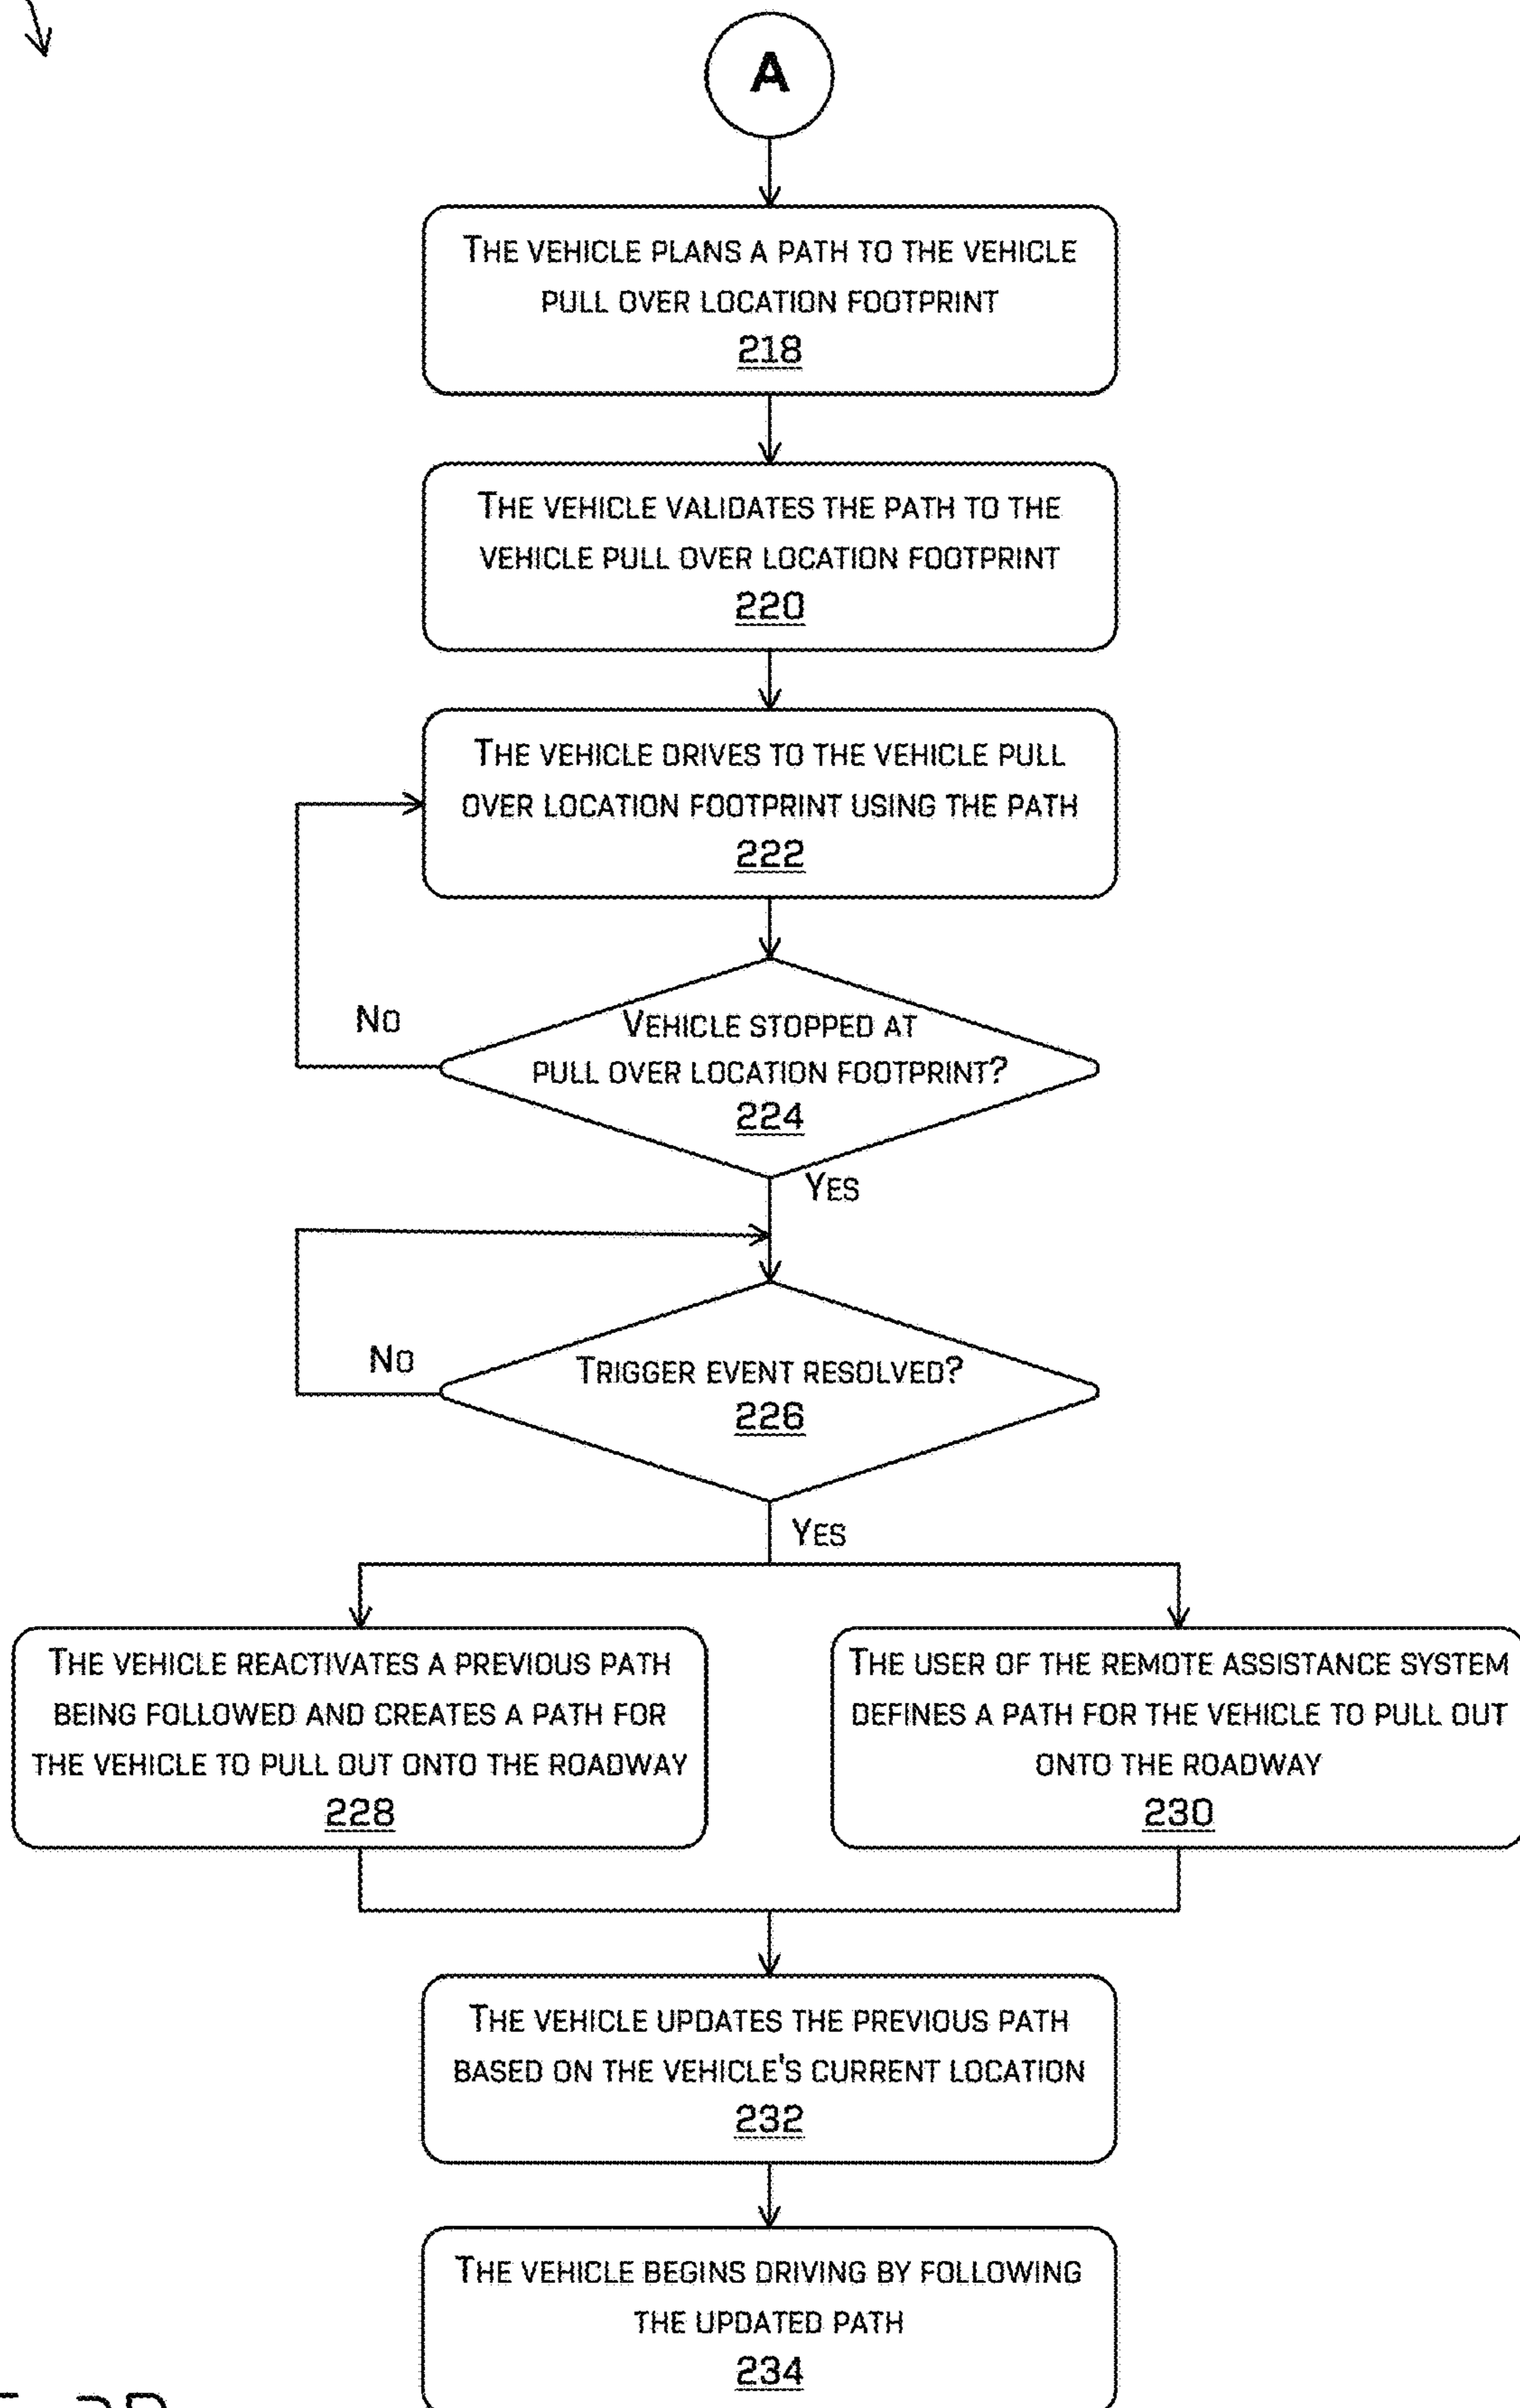 A
THE VEHICLE PLANS A PATH TO THE VEHICLE
PULL OVER LOCATION FOOTPRINT
218
THE VEHICLE VALIDATES THE PATH TO THE
VEHICLE PULL OVER LOCATION FOOTPRINT
220
THE VEHICLE DRIVES TO THE VEHICLE PULL
OVER LOCATION FOOTPRINT USING THE PATH
222
NO
VEHICLE STOPPED AT
PULL OVER LOCATION FOOTPRINT?
224
YES
NO
TRIGGER EVENT RESOLVED?
226
YES
THE VEHICLE REACTIVATES A PREVIOUS PATH
BEING FOLLOWED AND CREATES A PATH FOR
THE VEHICLE TO PULL OUT ONTO THE ROADWAY
228
THE USER OF THE REMOTE ASSISTANCE SYSTEM
DEFINES A PATH FOR THE VEHICLE TO PULL OUT
ONTO THE ROADWAY
230
THE VEHICLE UPDATES THE PREVIOUS PATH
BASED ON THE VEHICLE'S CURRENT LOCATION
232
THE VEHICLE BEGINS DRIVING BY FOLLOWING
THE UPDATED PATH
234